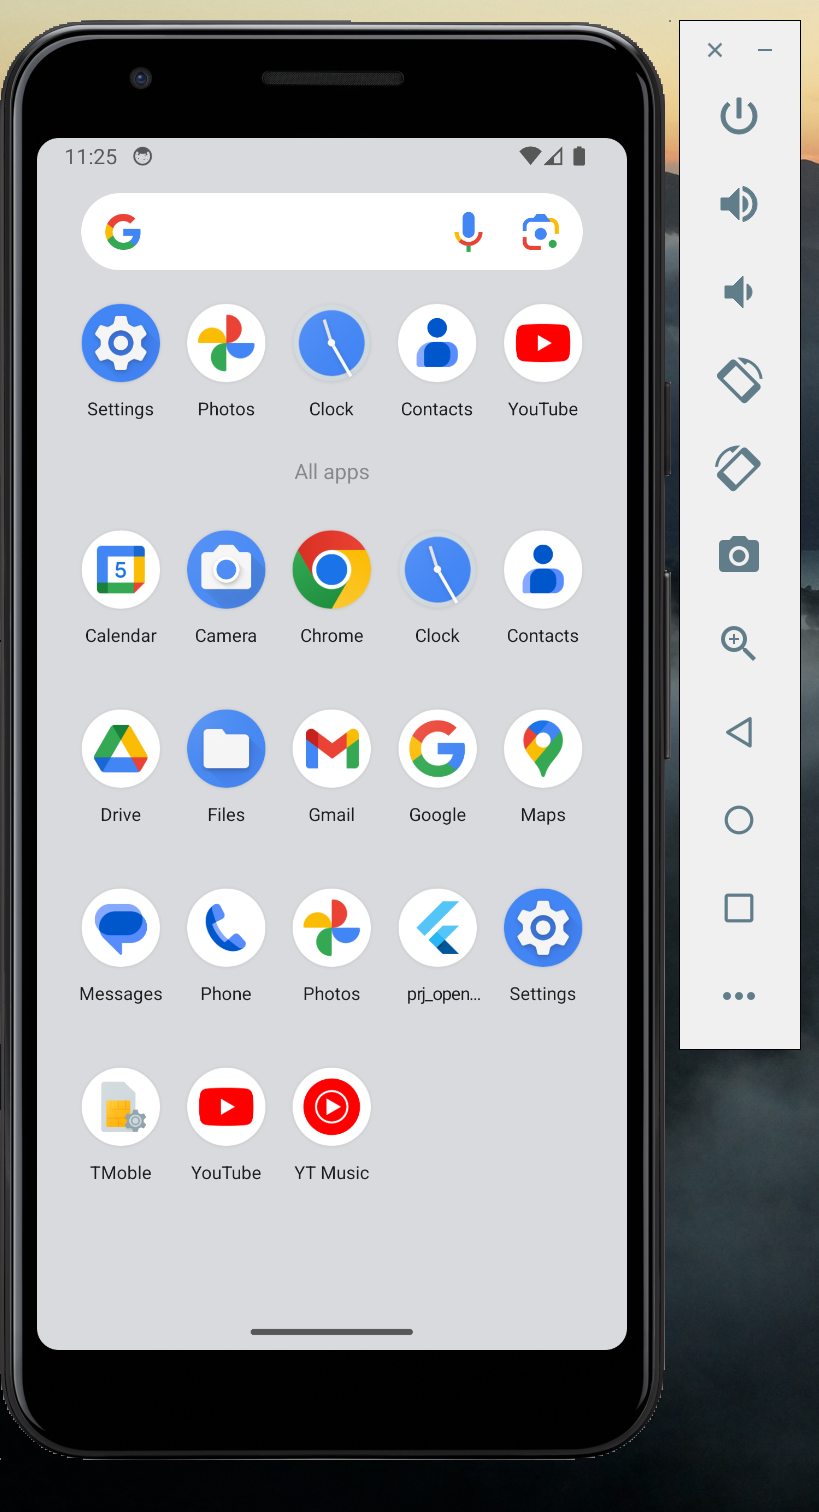 11:25
Settings Photos Clock Contacts YouTube
All apps
5
Calendar Camera Chrome Clock Contacts
Drive Files Gmail Google Maps
Messages Phone Photos prj_open... Settings
TMoble YouTube YT Music